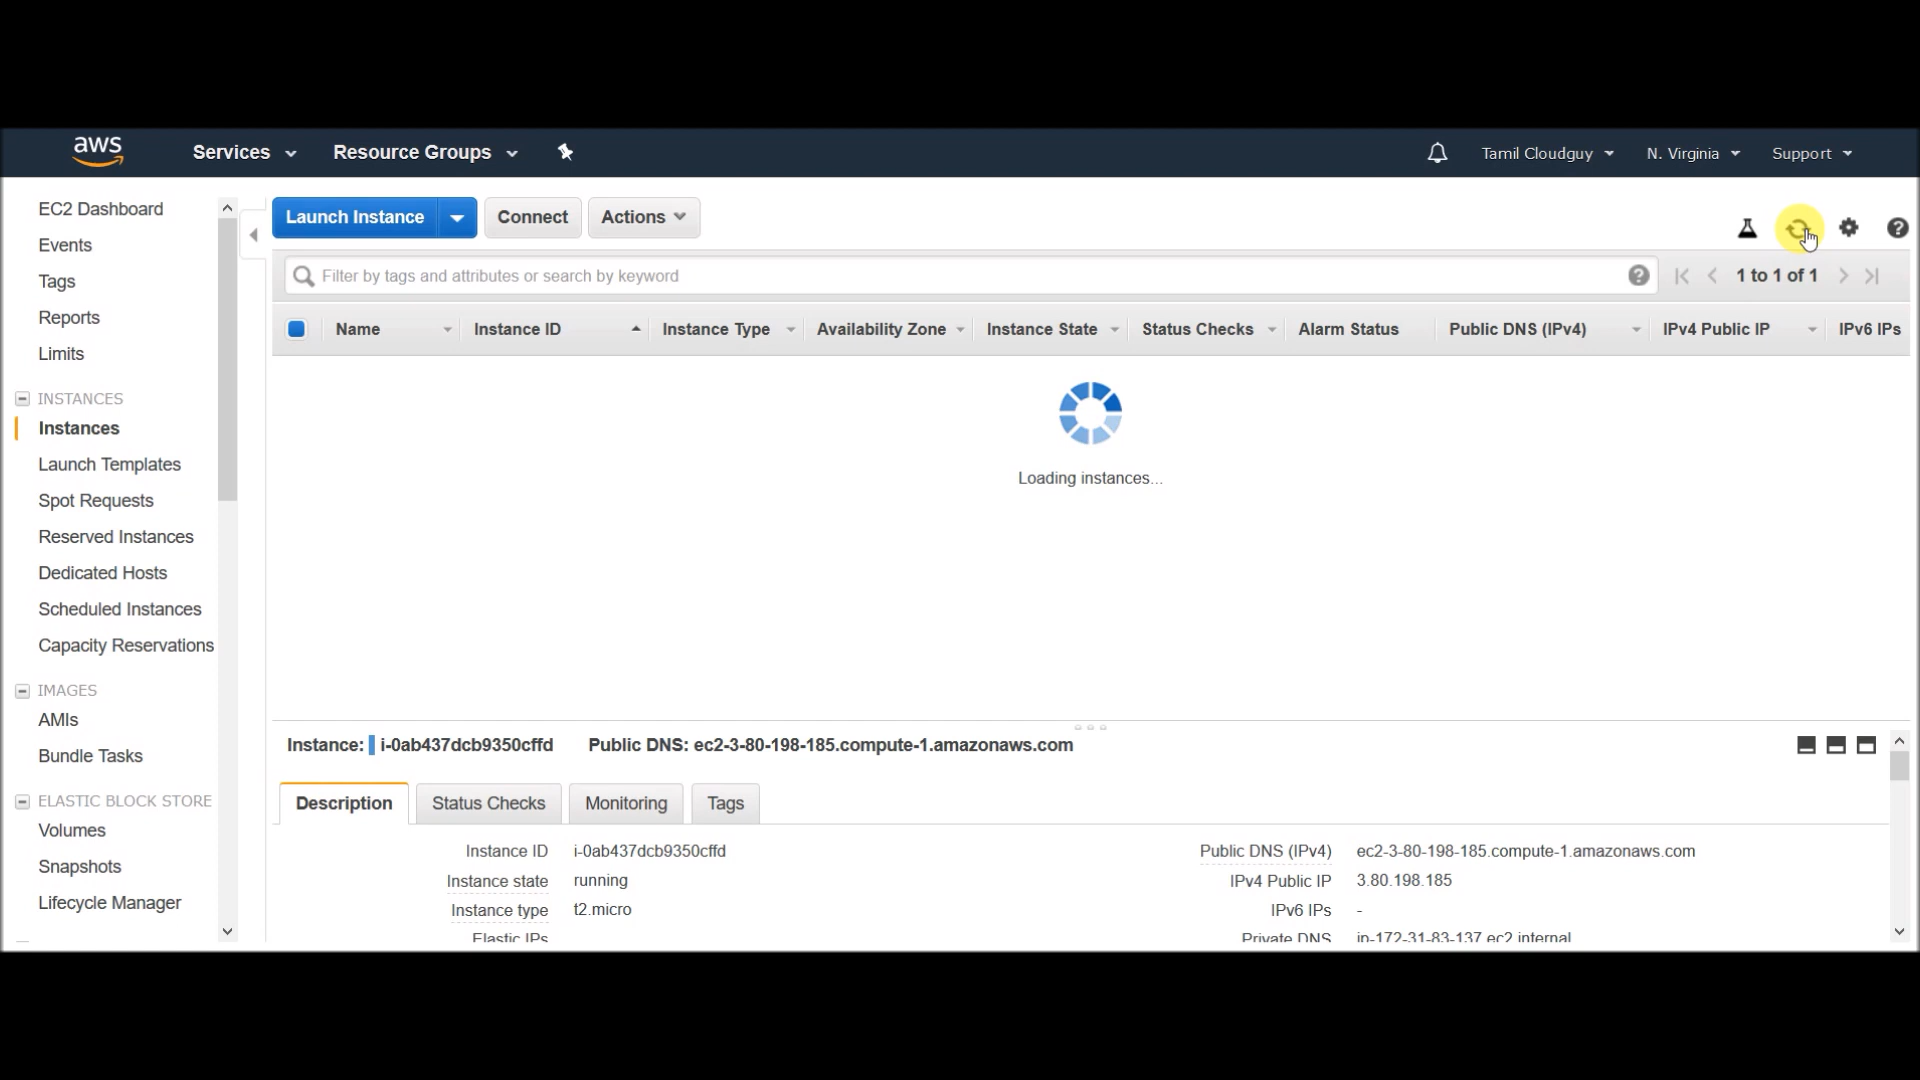 aws Services Resource Groups Tamil Cloudguy N. Virginia Support
EC2 Dashboard
Events
Tags
Reports
Limits
INSTANCES
Instances
Launch Templates
Spot Requests
Reserved Instances
Dedicated Hosts
Scheduled Instances
Capacity Reservations
IMAGES
AMIs
Bundle Tasks
ELASTIC BLOCK STORE
Volumes
Snapshots
Lifecycle Manager
Launch Instance Connect Actions
Filter by tags and attributes or search by keyword 1 to 1 of 1
Name Instance ID Instance Type Availability Zone Instance State Status Checks Alarm Status Public DNS (IPv4) IPv4 Public IP IPv6 IPs
Loading instances...
Instance: i-0ab437dcb9350cffd Public DNS: ec2-3-80-198-185.compute-1.amazonaws.com
Description Status Checks Monitoring Tags
Instance ID i-0ab437dcb9350cffd Public DNS (IPv4) ec2-3-80-198-185.compute-1.amazonaws.com
Instance state running IPv4 Public IP 3.80.198.185
Instance type t2.micro IPv6 IPs -
Elastic IPs Private DNS ip-172-31-83-137.ec2.internal